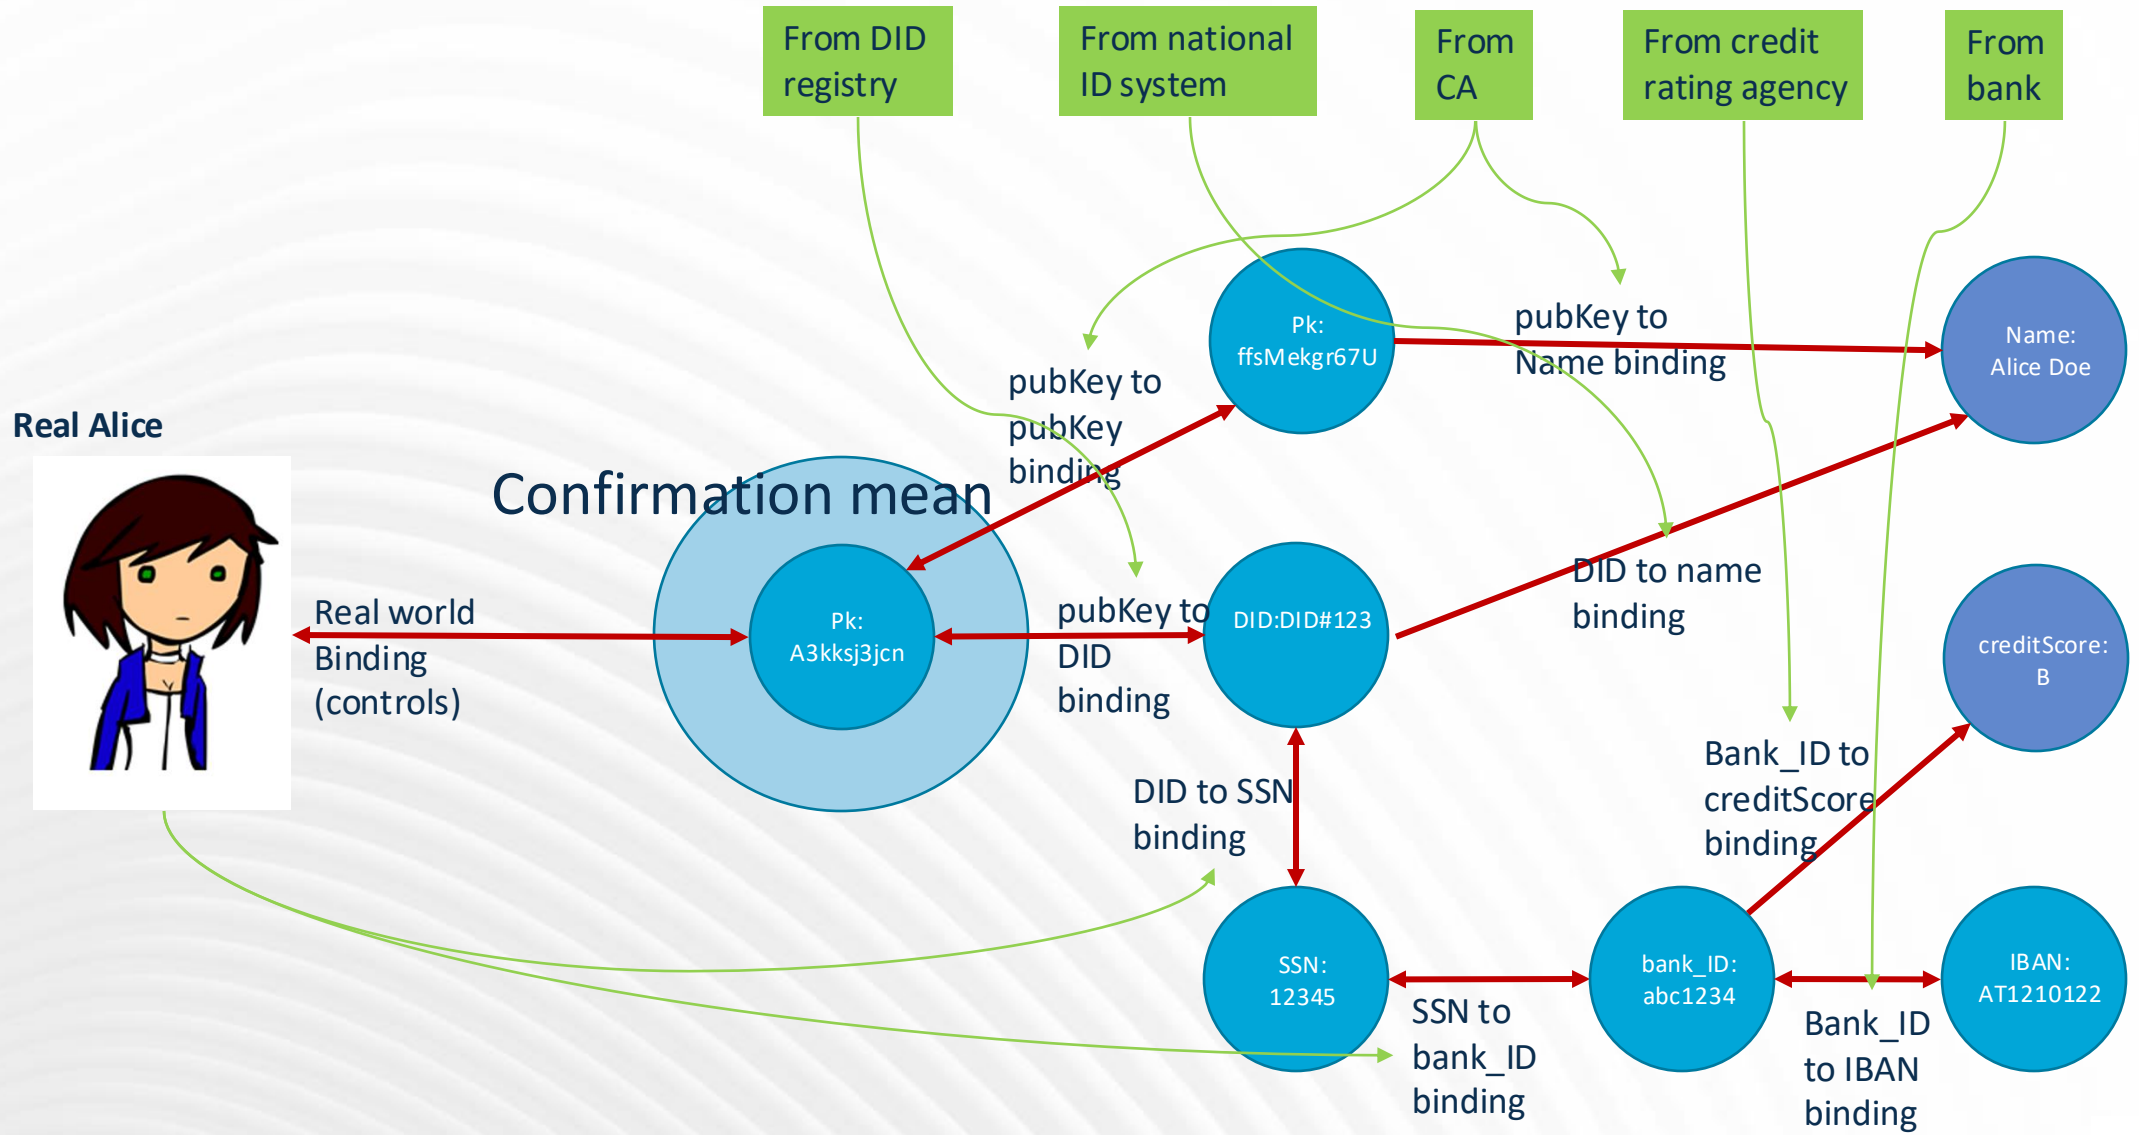 From DID
registry
From national
ID system
From
CA
From credit
rating agency
From
bank
Real Alice
Confirmation mean
Real world
Binding
(controls)
Pk:
A3kksj3jcn
pubKey to
pubKey
binding
Pk:
ffsMekgr67U
pubKey to
Name binding
Name:
Alice Doe
pubKey to
DID
binding
DID:DID#123
DID to name
binding
creditScore:
B
DID to SSN
binding
Bank_ID to
creditScore
binding
SSN:
12345
SSN to
bank_ID
binding
bank_ID:
abc1234
Bank_ID
to IBAN
binding
IBAN:
AT1210122